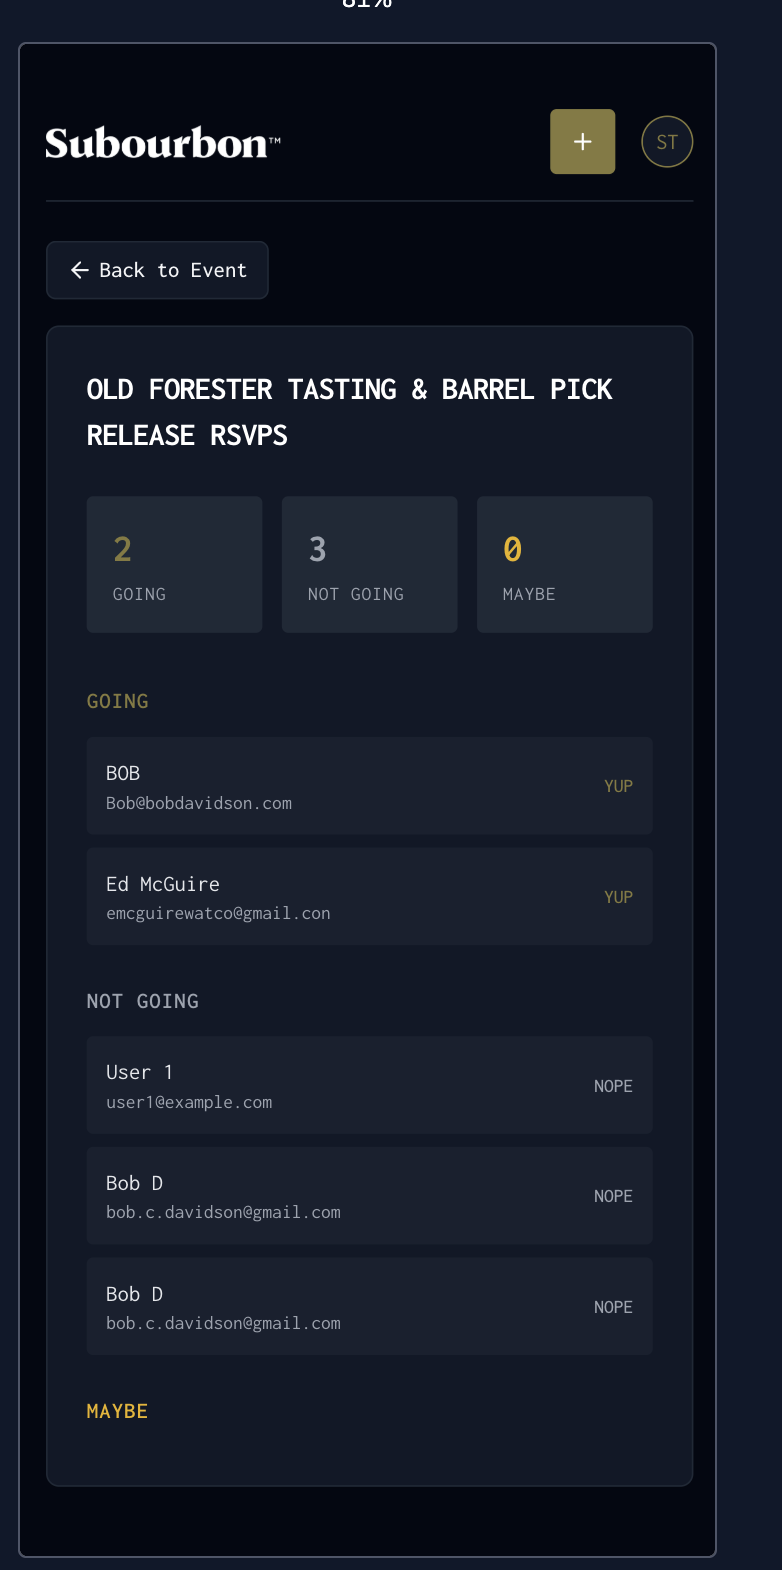 81%
Subourbon™
+
ST
← Back to Event
OLD FORESTER TASTING & BARREL PICK
RELEASE RSVPS
2
GOING
3
NOT GOING
0
MAYBE
GOING
BOB
Bob@bobdavidson.com
YUP
Ed McGuire
emcguirewatco@gmail.con
YUP
NOT GOING
User 1
user1@example.com
NOPE
Bob D
bob.c.davidson@gmail.com
NOPE
Bob D
bob.c.davidson@gmail.com
NOPE
MAYBE